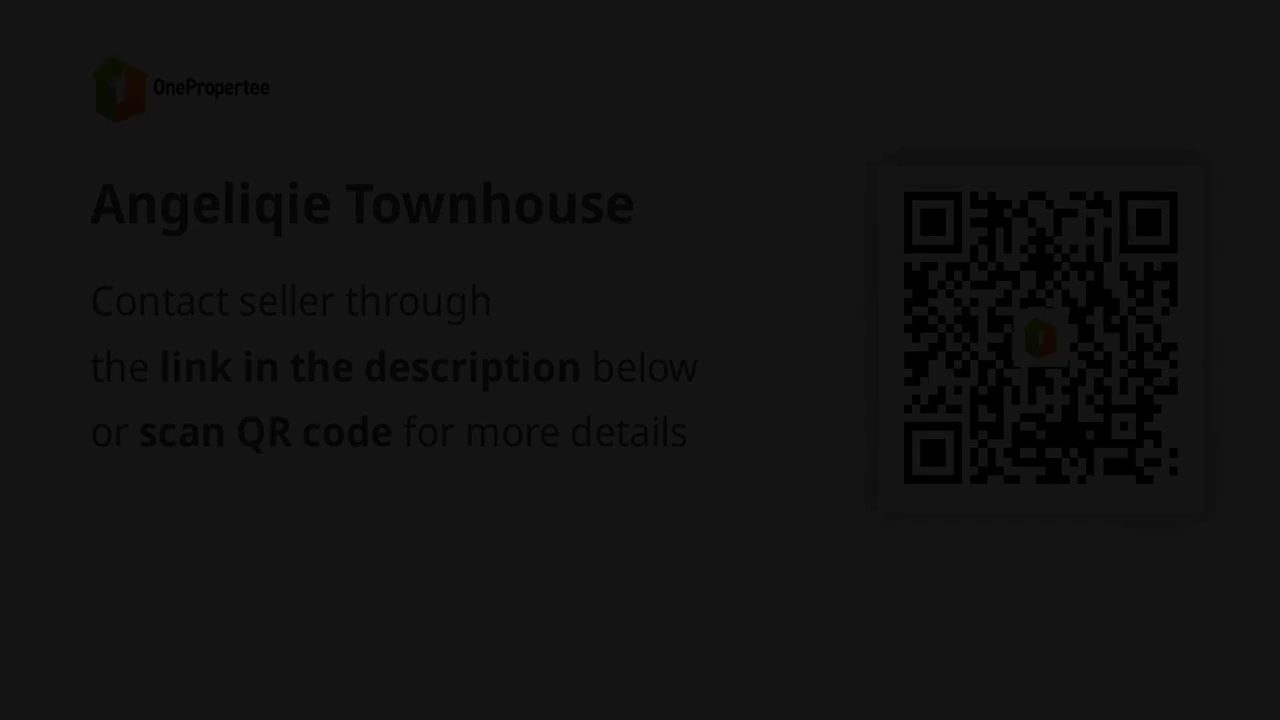 OnePropertee
Angeliqie Townhouse
Contact seller through
the link in the description below
or scan QR code for more details